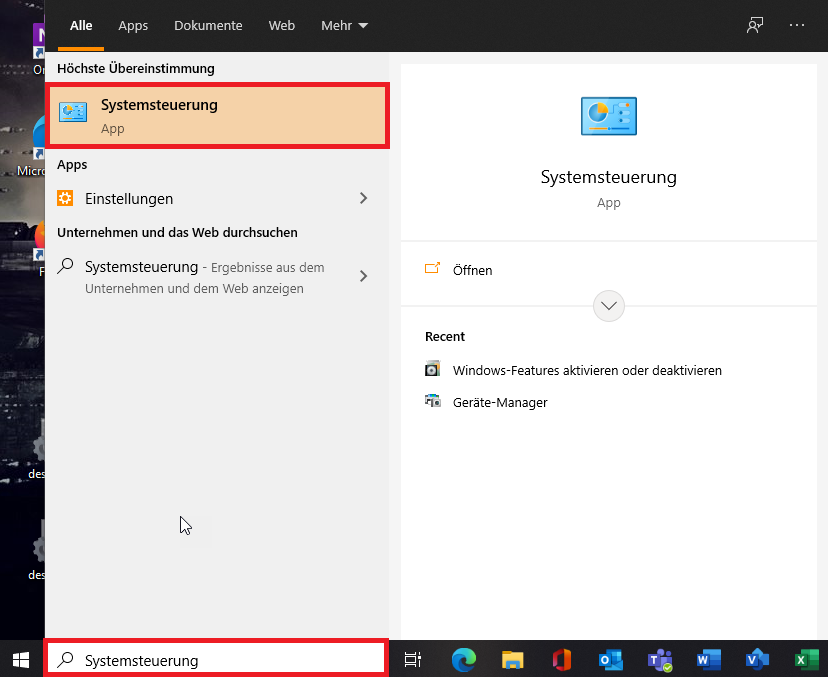 Alle Apps Dokumente Web Mehr
Höchste Übereinstimmung
Systemsteuerung
App
Apps
Einstellungen
Unternehmen und das Web durchsuchen
Systemsteuerung - Ergebnisse aus dem
Unternehmen und dem Web anzeigen
Systemsteuerung
App
Öffnen
Recent
Windows-Features aktivieren oder deaktivieren
Geräte-Manager
N
Micro
des
des
Systemsteuerung